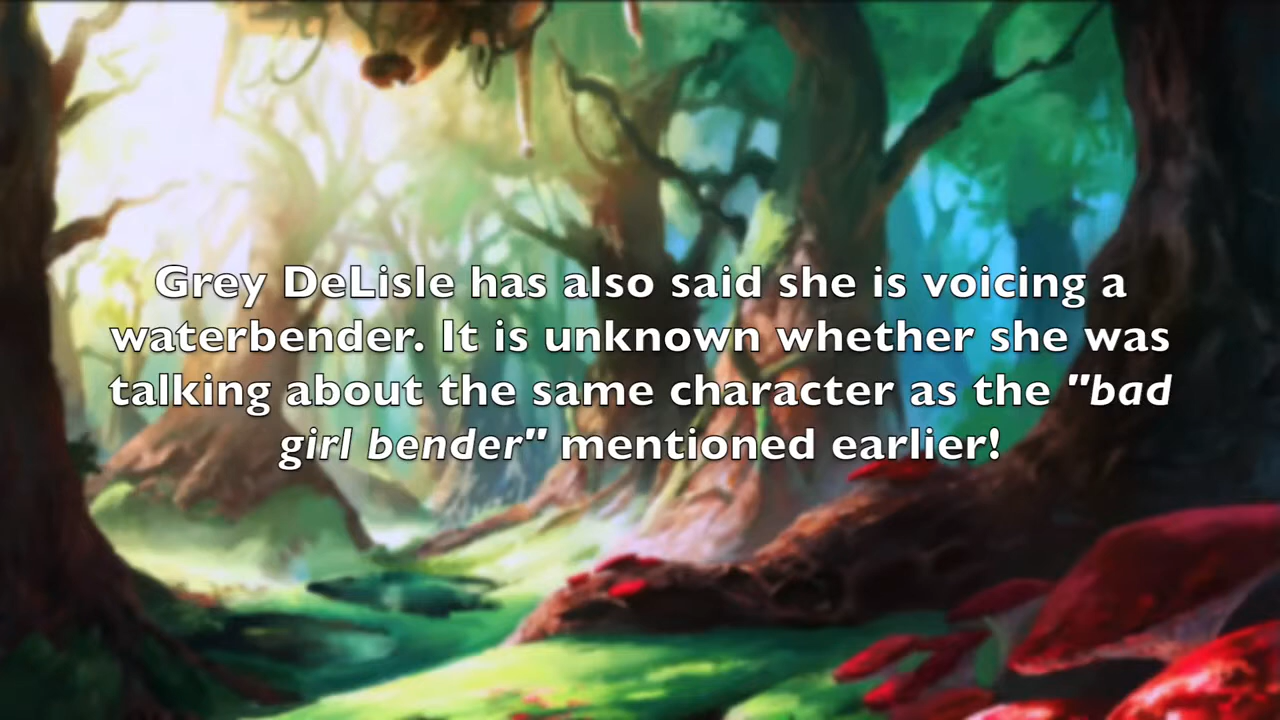 Grey DeLisle has also said she is voicing a
waterbender. It is unknown whether she was
talking about the same character as the "bad
girl bender" mentioned earlier!